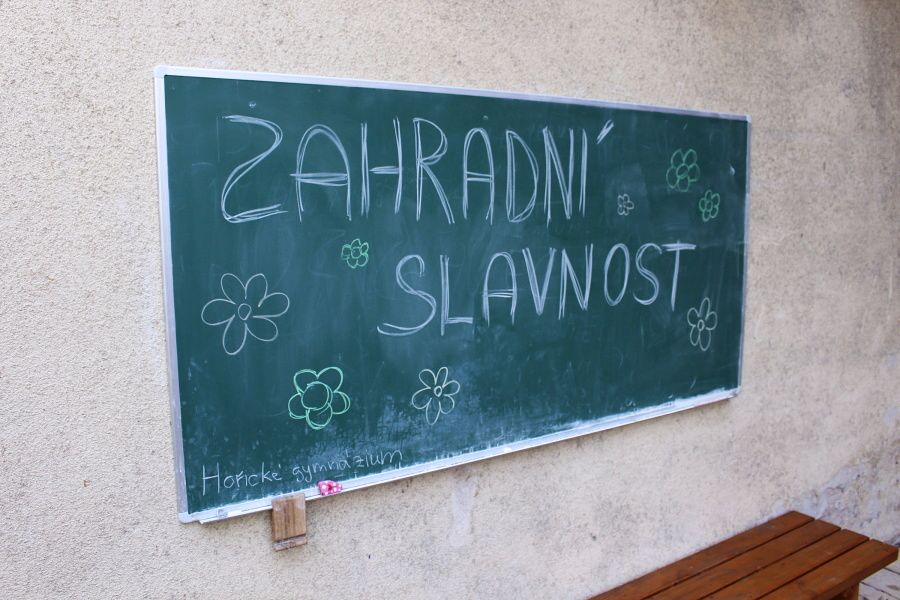 ZAHRADNÍ
SLAVNOST
Hořické gymnázium